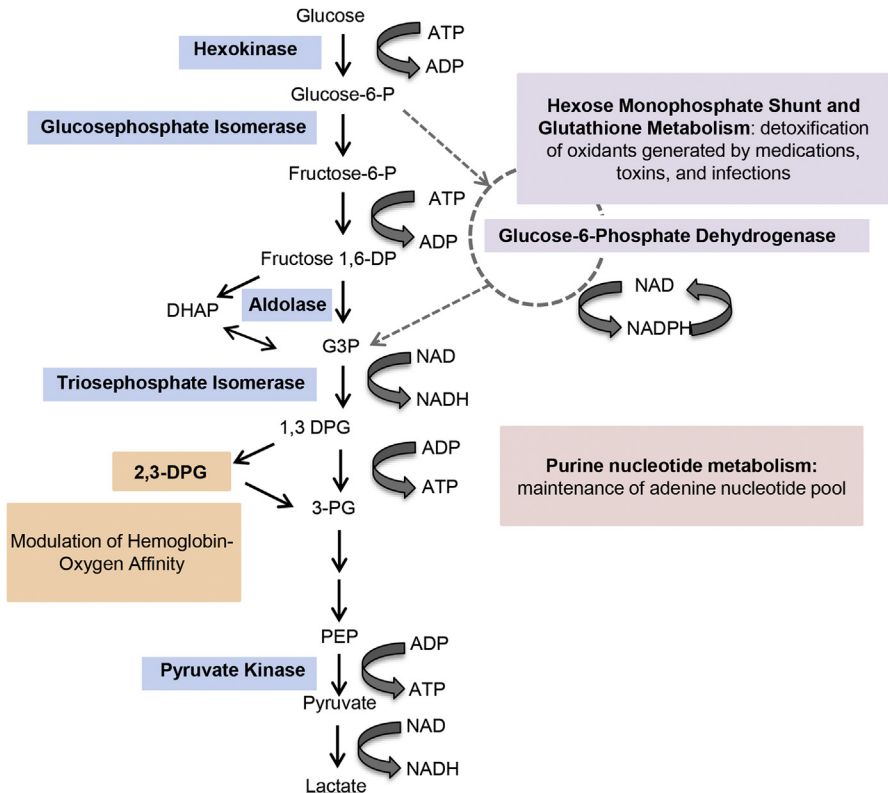 Glucose
Hexokinase
ATP
ADP
Glucose-6-P
Glucosephosphate Isomerase
Hexose Monophosphate Shunt and
Glutathione Metabolism: detoxification
of oxidants generated by medications,
toxins, and infections
Fructose-6-P
ATP
ADP
Glucose-6-Phosphate Dehydrogenase
Fructose 1,6-DP
DHAP
Aldolase
NAD
NADPH
G3P
NAD
Triosephosphate Isomerase
NADH
1,3 DPG
ADP
2,3-DPG
ATP
Purine nucleotide metabolism:
maintenance of adenine nucleotide pool
3-PG
Modulation of Hemoglobin-
Oxygen Affinity
PEP
ADP
Pyruvate Kinase
ATP
Pyruvate
NAD
NADH
Lactate